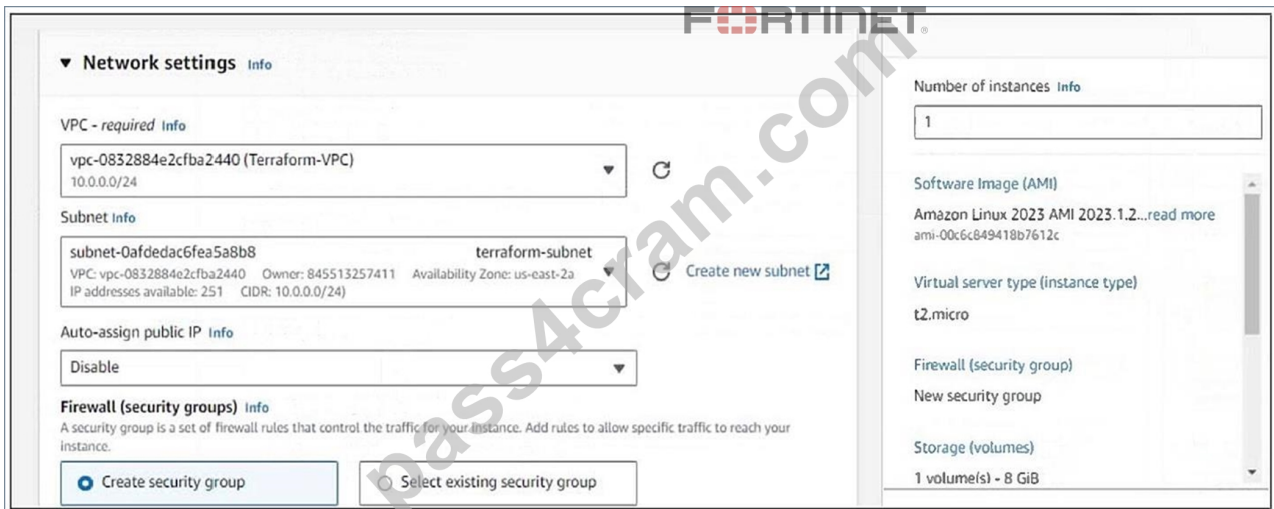 FORTINET®
▼ Network settings Info
VPC - required Info
vpc-0832884e2cfba2440 (Terraform-VPC)
10.0.0.0/24
Subnet Info
subnet-0afdedac6fea5a8b8 terraform-subnet
VPC: vpc-0832884e2cfba2440 Owner: 845513257411 Availability Zone: us-east-2a
IP addresses available: 251 CIDR: 10.0.0.0/24)
Create new subnet
Auto-assign public IP Info
Disable
Firewall (security groups) Info
A security group is a set of firewall rules that control the traffic for your instance. Add rules to allow specific traffic to reach your
instance.
Create security group
Select existing security group
Number of instances Info
1
Software Image (AMI)
Amazon Linux 2023 AMI 2023.1.2...read more
ami-00c6c849418b7612c
Virtual server type (instance type)
t2.micro
Firewall (security group)
New security group
Storage (volumes)
1 volume(s) - 8 GiB
pass4cram.com